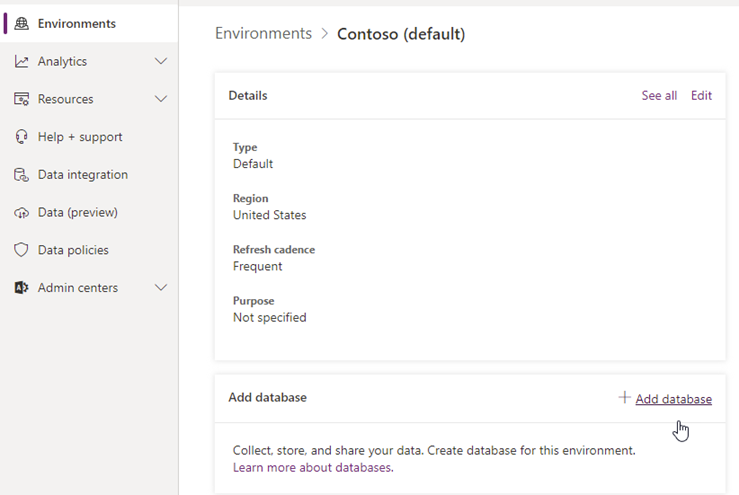 Environments
Analytics
Resources
Help + support
Data integration
Data (preview)
Data policies
Admin centers
Environments > Contoso (default)
Details
See all Edit
Type
Default
Region
United States
Refresh cadence
Frequent
Purpose
Not specified
Add database
+ Add database
Collect, store, and share your data. Create database for this environment.
Learn more about databases.